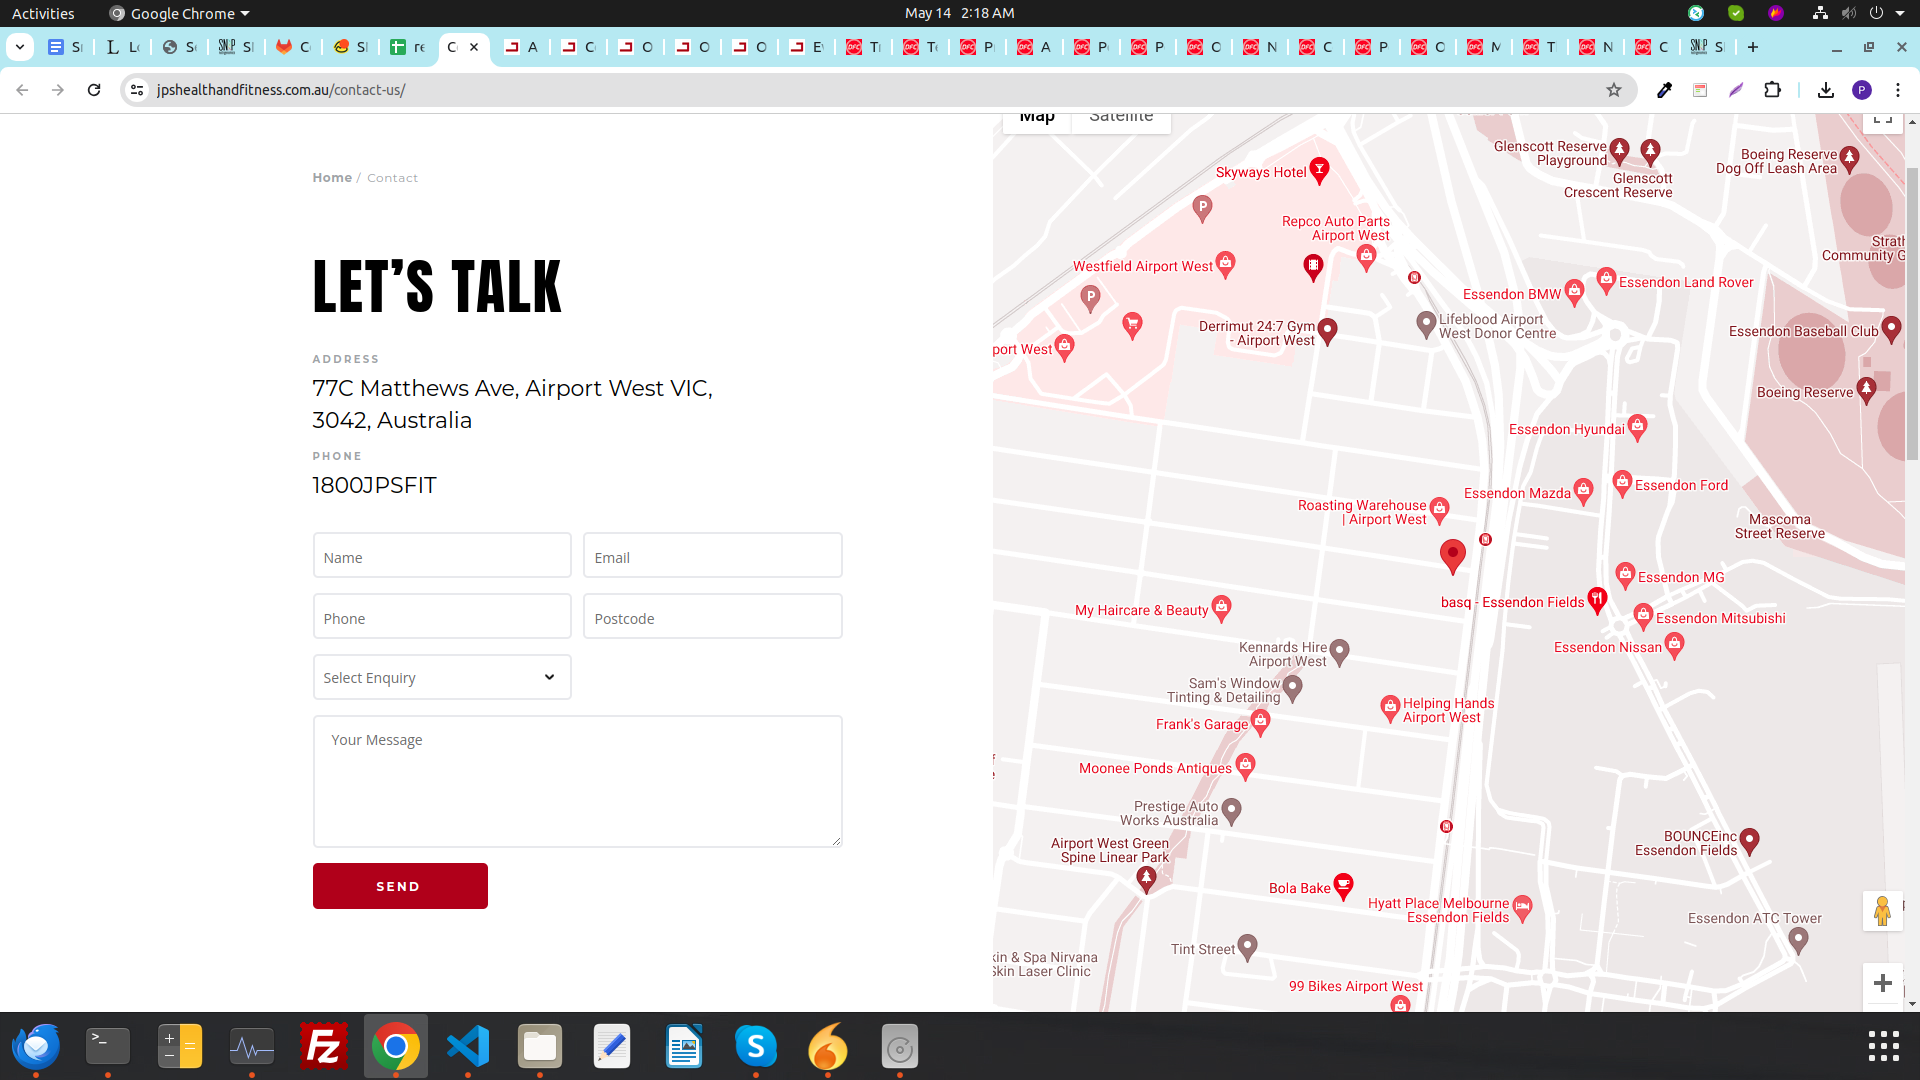 Activities
Google Chrome
May 14 2:18 AM
jpshealthandfitness.com.au/contact-us/
Map
Satellite
Home / Contact
LET’S TALK
ADDRESS
77C Matthews Ave, Airport West VIC,
3042, Australia
PHONE
1800JPSFIT
Name
Email
Phone
Postcode
Select Enquiry
Your Message
SEND
Glenscott Reserve
Playground
Glenscott
Crescent Reserve
Boeing Reserve
Dog Off Leash Area
Skyways Hotel
Repco Auto Parts
Airport West
Westfield Airport West
Essendon BMW
Essendon Land Rover
Community G
Derrimut 24:7 Gym
- Airport West
Lifeblood Airport
West Donor Centre
Essendon Baseball Club
port West
Boeing Reserve
Essendon Hyundai
Roasting Warehouse
| Airport West
Essendon Mazda
Essendon Ford
Mascoma
Street Reserve
Essendon MG
My Haircare & Beauty
basq - Essendon Fields
Essendon Mitsubishi
Essendon Nissan
Kennards Hire
Airport West
Sam's Window
Tinting & Detailing
Frank's Garage
Helping Hands
Airport West
Moonee Ponds Antiques
Prestige Auto
Works Australia
Airport West Green
Spine Linear Park
BOUNCEinc
Essendon Fields
Bola Bake
Hyatt Place Melbourne
Essendon Fields
Essendon ATC Tower
Tint Street
kin & Spa Nirvana
Skin Laser Clinic
99 Bikes Airport West